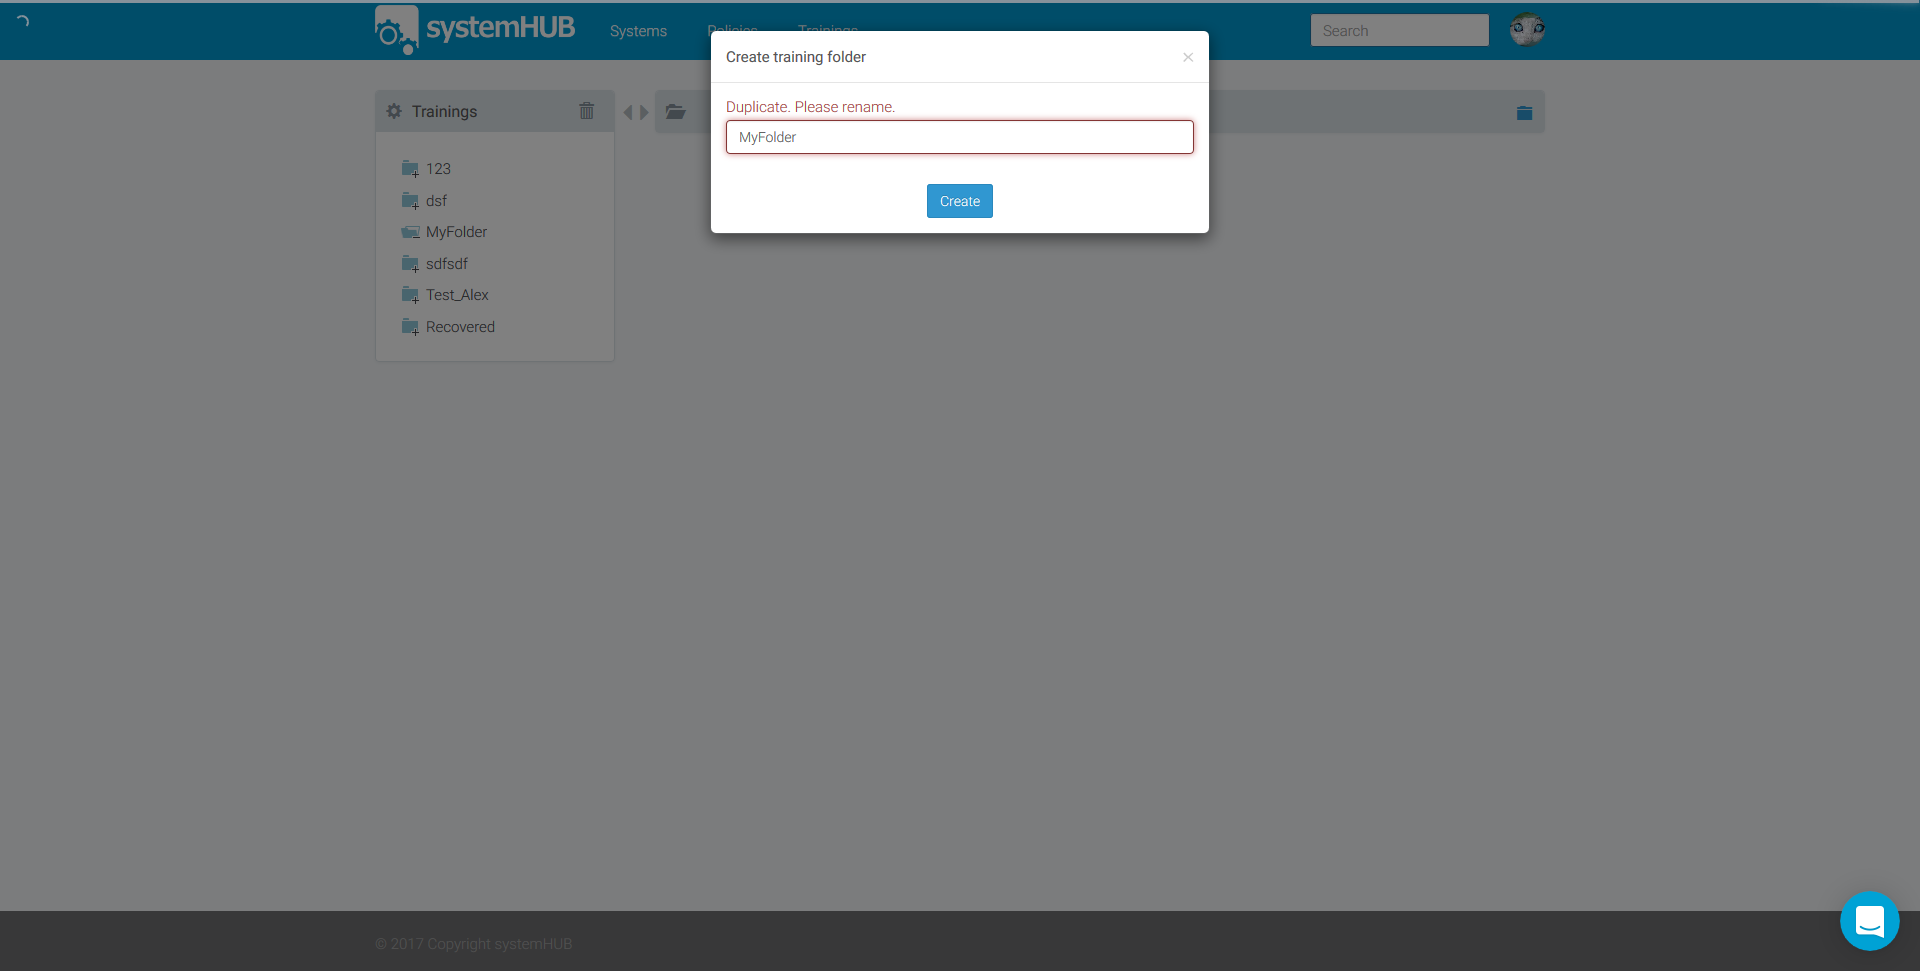 systemHUB
Systems
Policies
Trainings
Search
Create training folder
×
Duplicate. Please rename.
MyFolder
Create
Trainings
123
dsf
MyFolder
sdfsdf
Test_Alex
Recovered
© 2017 Copyright systemHUB